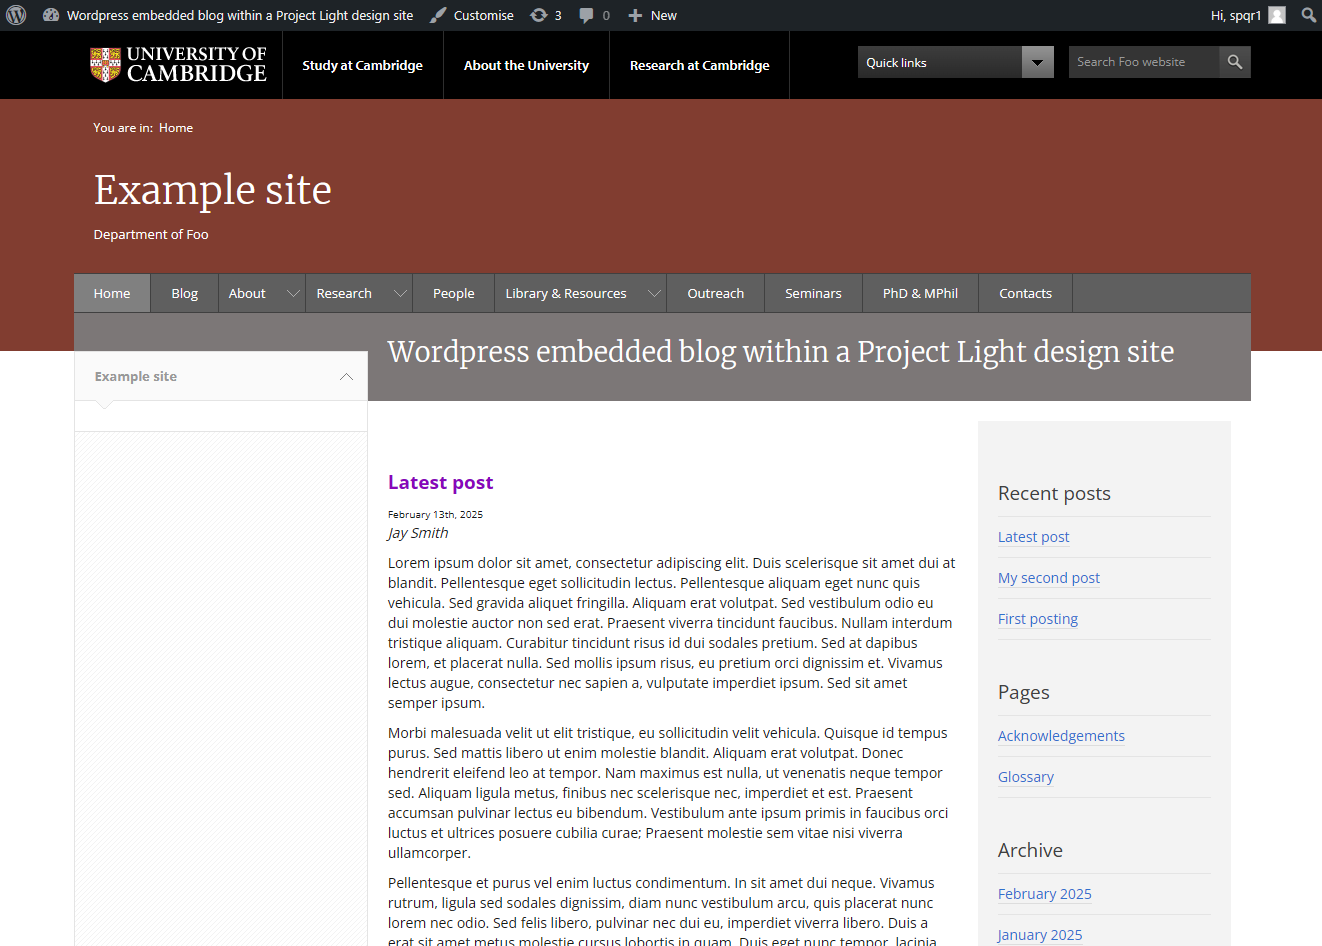 Wordpress embedded blog within a Project Light design site Customise 3 0 New Hi, spqr1
UNIVERSITY OF
CAMBRIDGE
Study at Cambridge About the University Research at Cambridge Quick links Search Foo website
You are in: Home
Example site
Department of Foo
Home Blog About Research People Library & Resources Outreach Seminars PhD & MPhil Contacts
Wordpress embedded blog within a Project Light design site
Example site
Latest post
February 13th, 2025
Jay Smith
Lorem ipsum dolor sit amet, consectetur adipiscing elit. Duis scelerisque sit amet dui at
blandit. Pellentesque eget sollicitudin lectus. Pellentesque aliquam eget nunc quis
vehicula. Sed gravida aliquet fringilla. Aliquam erat volutpat. Sed vestibulum odio eu
dui molestie auctor non sed erat. Praesent viverra tincidunt faucibus. Nullam interdum
tristique aliquam. Curabitur tincidunt risus id dui sodales pretium. Sed at dapibus
lorem, et placerat nulla. Sed mollis ipsum risus, eu pretium orci dignissim et. Vivamus
lectus augue, consectetur nec sapien a, vulputate imperdiet ipsum. Sed sit amet
semper ipsum.
Morbi malesuada velit ut elit tristique, eu sollicitudin velit vehicula. Quisque id tempus
purus. Sed mattis libero ut enim molestie blandit. Aliquam erat volutpat. Donec
hendrerit eleifend leo at tempor. Nam maximus est nulla, ut venenatis neque tempor
sed. Aliquam ligula metus, finibus nec scelerisque nec, imperdiet et est. Praesent
accumsan pulvinar lectus eu bibendum. Vestibulum ante ipsum primis in faucibus orci
luctus et ultrices posuere cubilia curae; Praesent molestie sem vitae nisi viverra
ullamcorper.
Pellentesque et purus vel enim luctus condimentum. In sit amet dui neque. Vivamus
rutrum, ligula sed sodales dignissim, diam nunc vestibulum arcu, quis placerat nunc
lorem nec odio. Sed felis libero, pulvinar nec dui eu, imperdiet viverra libero. Duis a
erat sit amet metus molestie cursus lobortis in quam. Duis eget nunc tempor, lacinia
Recent posts
Latest post
My second post
First posting
Pages
Acknowledgements
Glossary
Archive
February 2025
January 2025